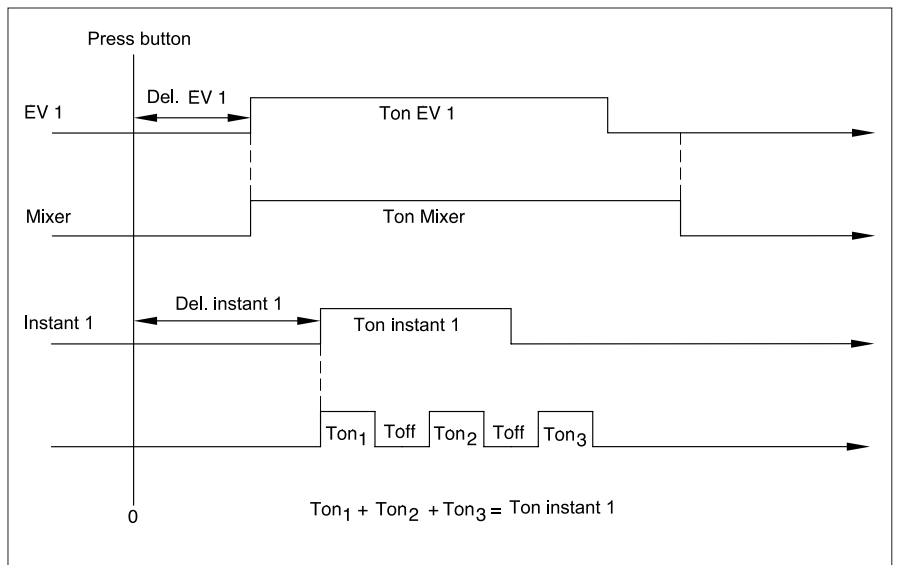 Press button
Del. EV 1
EV 1
Ton EV 1
Mixer
Ton Mixer
Del. instant 1
Instant 1
Ton instant 1
Ton₁ Toff Ton₂ Toff Ton₃
0
Ton₁ + Ton₂ + Ton₃ = Ton instant 1